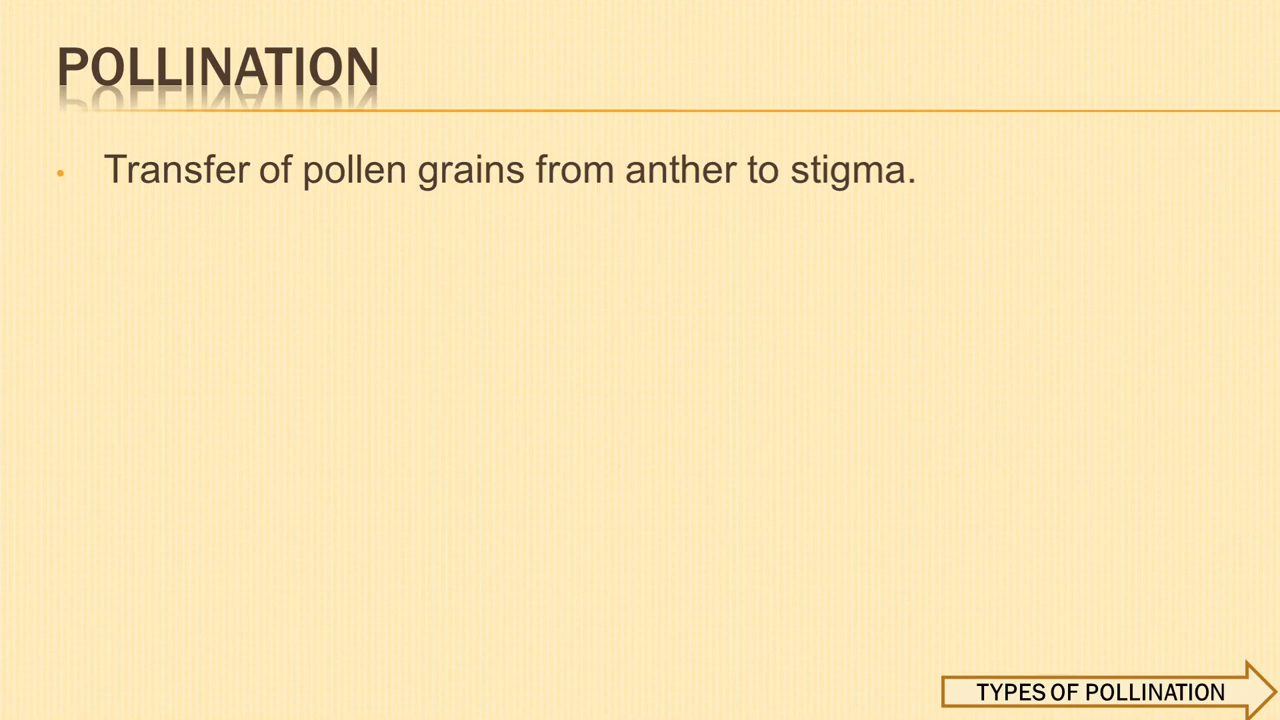 POLLINATION
• Transfer of pollen grains from anther to stigma.
TYPES OF POLLINATION